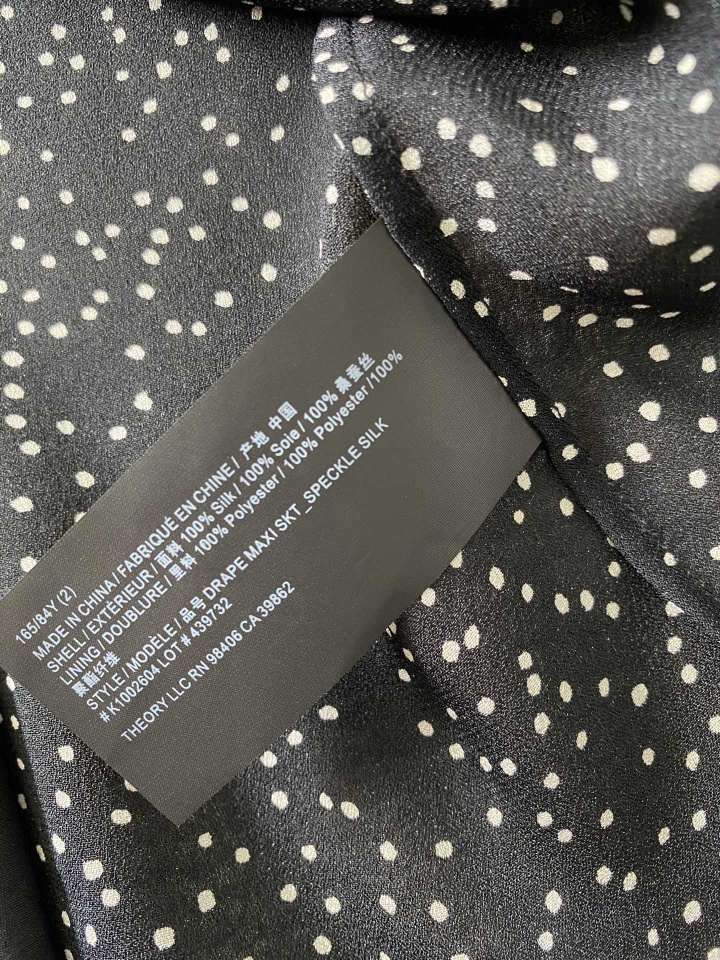 165/84Y (2)
MADE IN CHINA / FABRIQUÉ EN CHINE / 产地 中国
SHELL / EXTÉRIEUR / 面料 100% Silk / 100% Soie / 100% 桑蚕丝
LINING / DOUBLURE / 里料 100% Polyester / 100% Polyester /100%
聚酯纤维
STYLE / MODÈLE / 品号 DRAPE MAXI SKT_SPECKLE SILK
# K1002604 LOT # 439732
THEORY LLC RN 98406 CA 39862